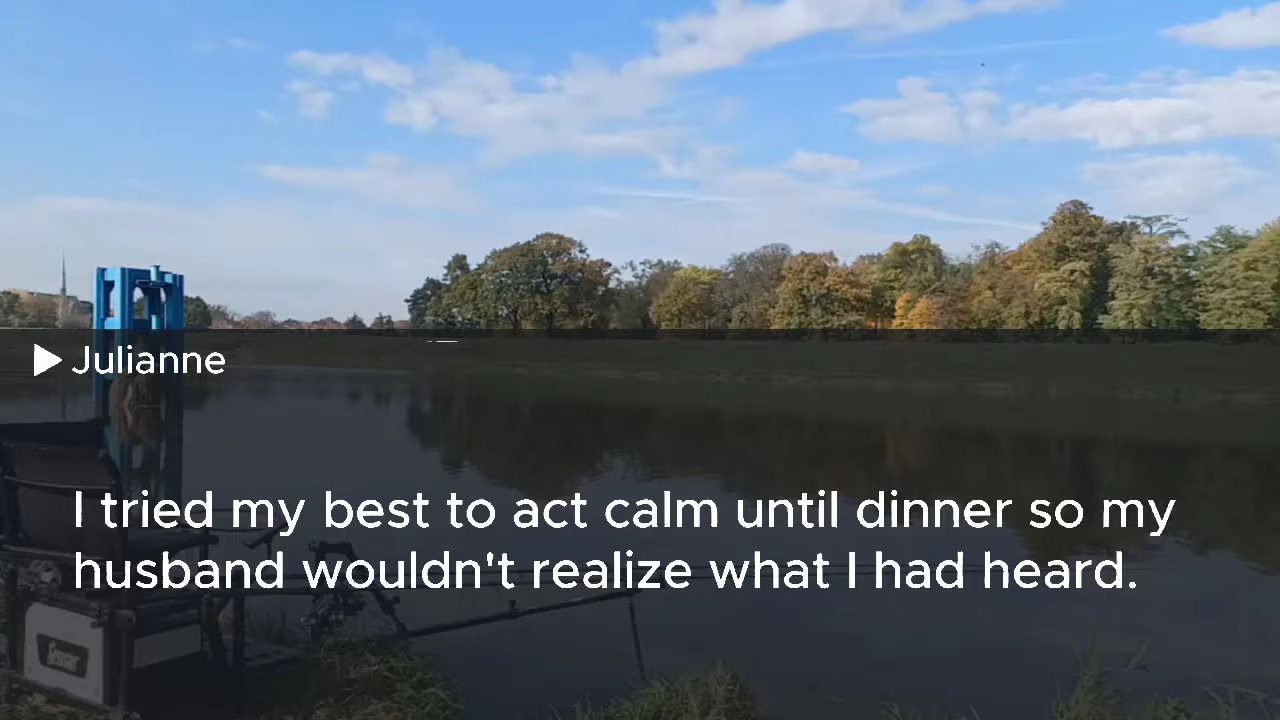 Julianne
I tried my best to act calm until dinner so my
husband wouldn't realize what I had heard.